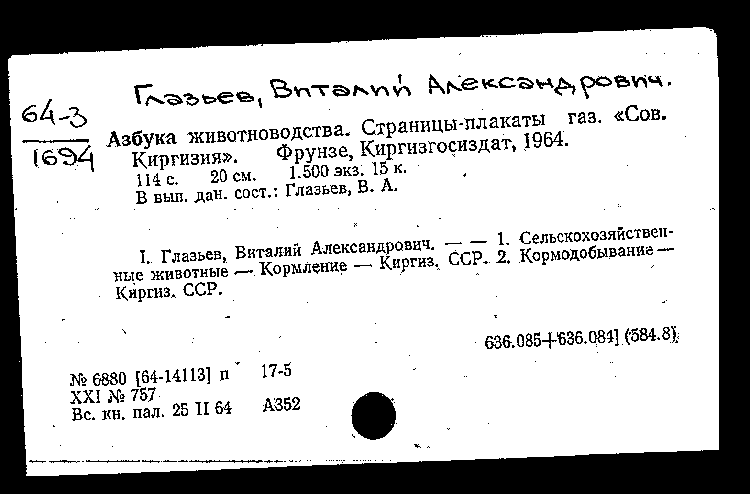 Глазьев, Виталий Александрович.
64-3
1694
Азбука животноводства. Страницы-плакаты газ. «Сов.
Киргизия». Фрунзе, Киргизгосиздат, 1964.
114 с. 20 см. 1.500 экз. 15 к.
В вып. дан. сост.: Глазьев, В. А.
I. Глазьев, Виталий Александрович. — — 1. Сельскохозяйствен-
ные животные — Кормление — Киргиз. ССР. 2. Кормодобывание —
Киргиз. ССР.
636.085+636.084] (584.8)
№ 6880 [64-14113] п 17-5
XXI № 757
Вс. кн. пал. 25 II 64 А352